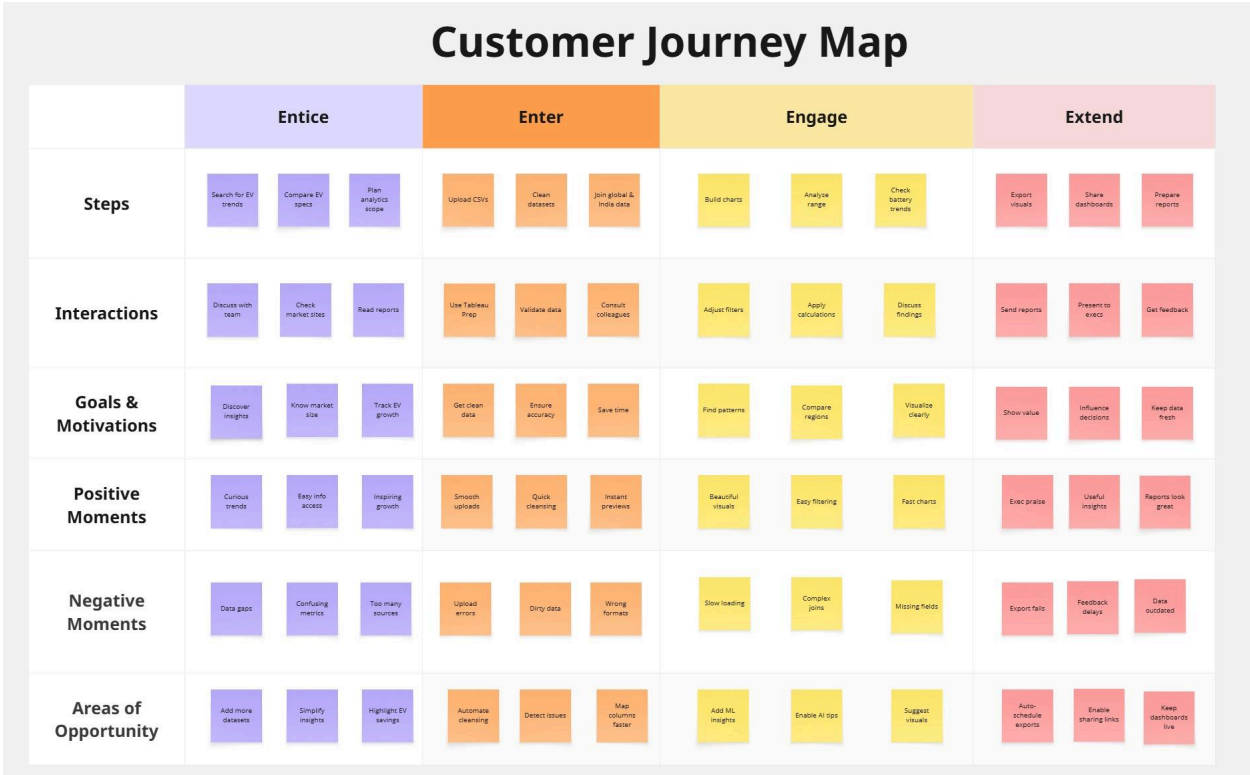 Customer Journey Map
Entice
Enter
Engage
Extend
Steps
Search for EV
trends
Compare EV
specs
Plan
analytics
scope
Upload CSVs
Clean
datasets
Join global &
India data
Build charts
Analyze
range
Check
battery
trends
Export
visuals
Share
dashboards
Prepare
reports
Interactions
Discuss with
team
Check
market sites
Read reports
Use Tableau
Prep
Validate data
Consult
colleagues
Adjust filters
Apply
calculations
Discuss
findings
Send reports
Present to
execs
Get feedback
Goals &
Motivations
Discover
insights
Know market
size
Track EV
growth
Get clean
data
Ensure
accuracy
Save time
Find patterns
Compare
regions
Visualize
clearly
Show value
Influence
decisions
Keep data
fresh
Positive
Moments
Curious
trends
Easy info
access
Inspiring
growth
Smooth
uploads
Quick
cleansing
Instant
previews
Beautiful
visuals
Easy filtering
Fast charts
Exec praise
Useful
insights
Reports look
great
Negative
Moments
Data gaps
Confusing
metrics
Too many
sources
Upload
errors
Dirty data
Wrong
formats
Slow loading
Complex
joins
Missing fields
Export fails
Feedback
delays
Data
outdated
Areas of
Opportunity
Add more
datasets
Simplify
insights
Highlight EV
savings
Automate
cleansing
Detect issues
Map
columns
faster
Add ML
insights
Enable AI tips
Suggest
visuals
Auto-
schedule
exports
Enable
sharing links
Keep
dashboards
live